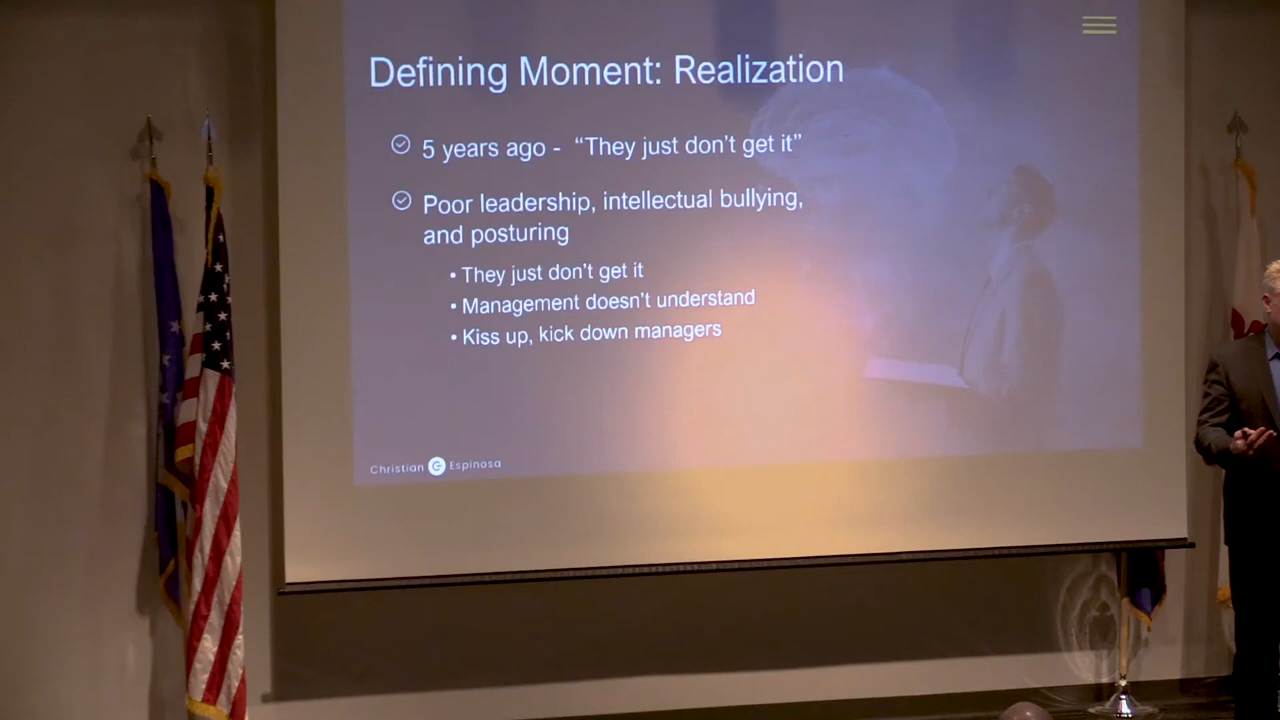 Defining Moment: Realization
5 years ago - “They just don’t get it”
Poor leadership, intellectual bullying,
and posturing
• They just don’t get it
• Management doesn’t understand
• Kiss up, kick down managers
Christian Espinosa